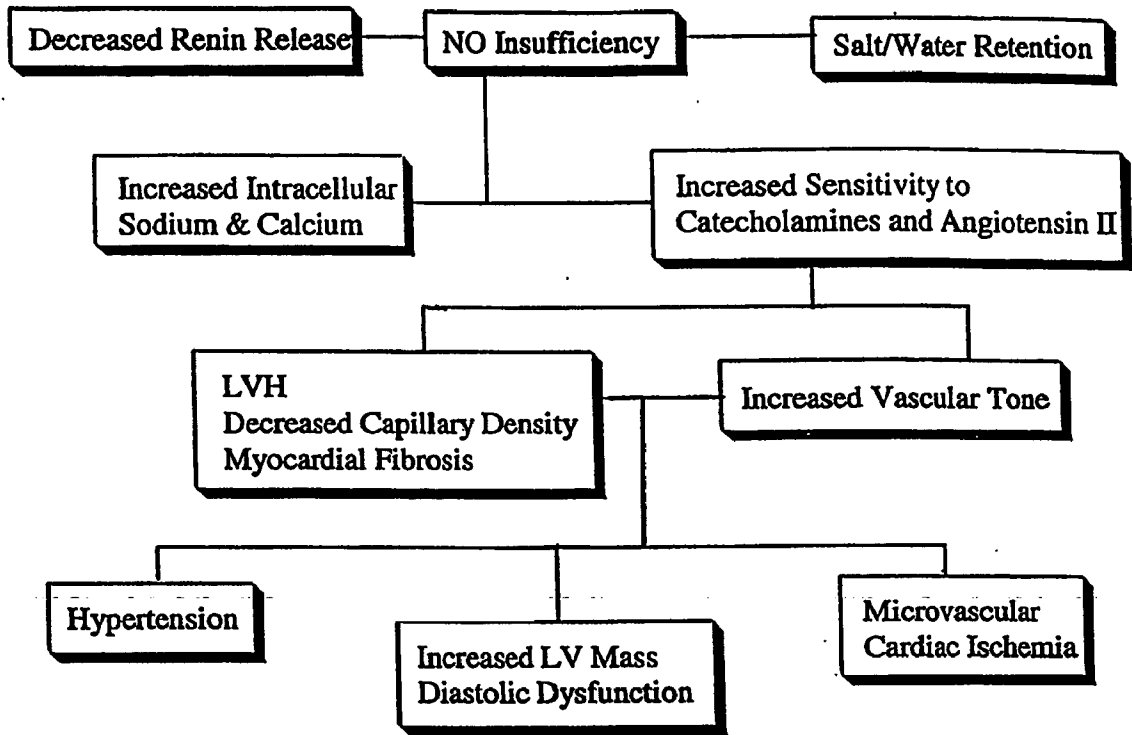 Decreased Renin Release
NO Insufficiency
Salt/Water Retention
Increased Intracellular
Sodium & Calcium
Increased Sensitivity to
Catecholamines and Angiotensin II
LVH
Decreased Capillary Density
Myocardial Fibrosis
Increased Vascular Tone
Hypertension
Increased LV Mass
Diastolic Dysfunction
Microvascular
Cardiac Ischemia